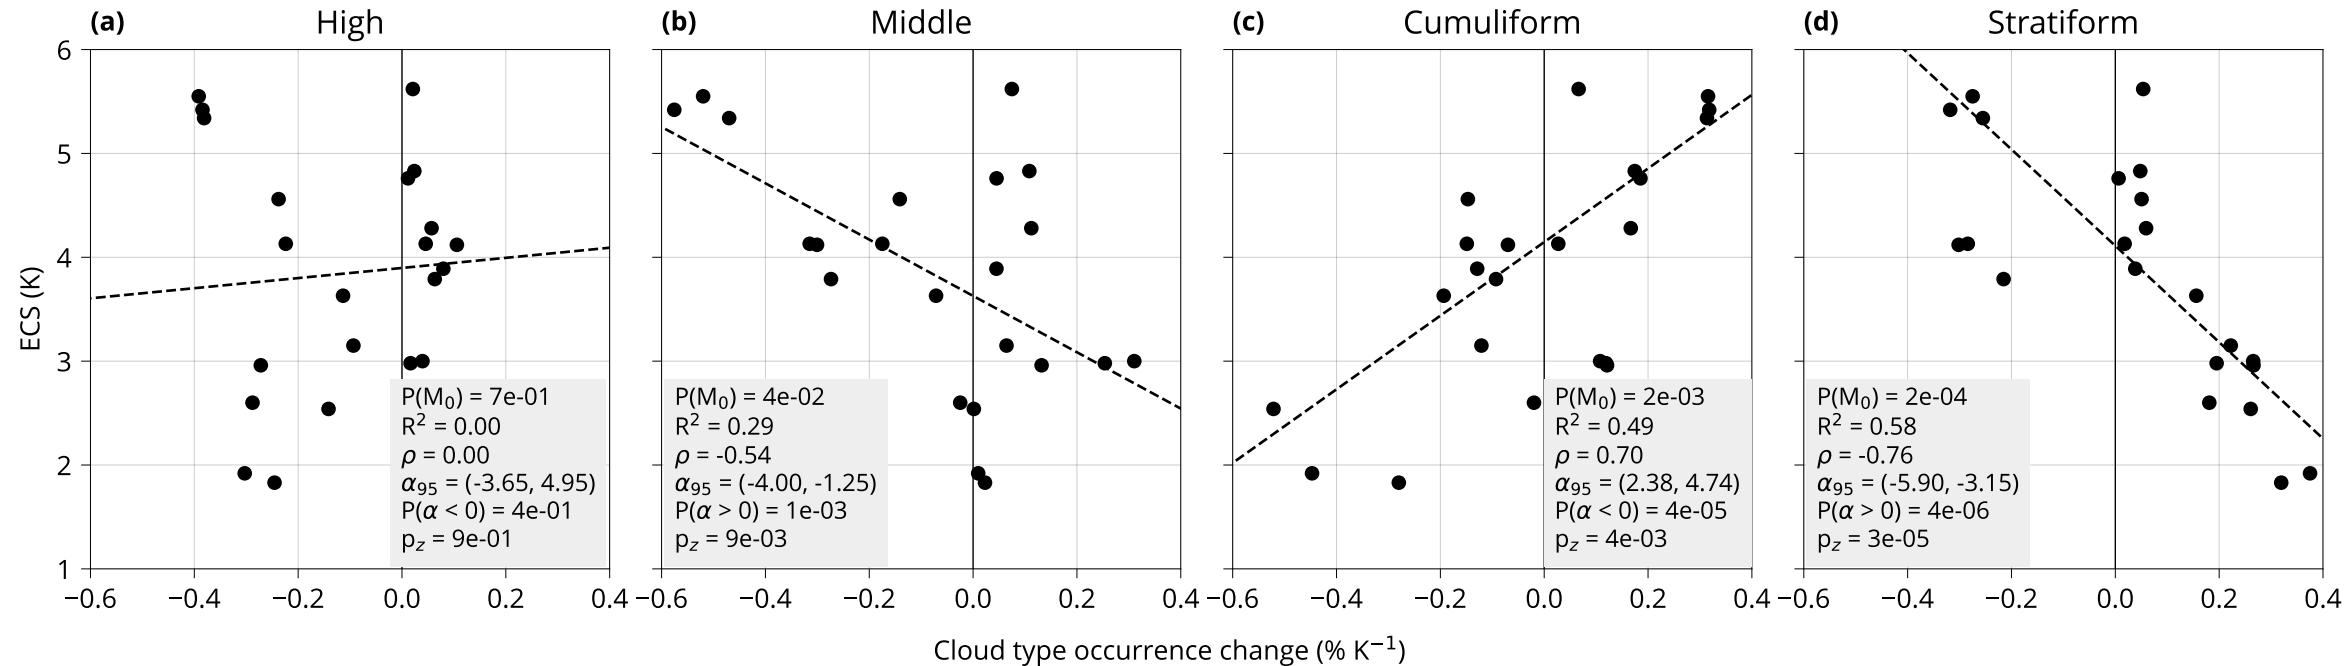 (a) High
(b) Middle
(c) Cumuliform
(d) Stratiform
ECS (K)
6
5
4
3
2
1
P(M₀) = 7e-01
R² = 0.00
ρ = 0.00
α₉₅ = (-3.65, 4.95)
P(α < 0) = 4e-01
p_z = 9e-01
P(M₀) = 4e-02
R² = 0.29
ρ = -0.54
α₉₅ = (-4.00, -1.25)
P(α > 0) = 1e-03
p_z = 9e-03
P(M₀) = 2e-03
R² = 0.49
ρ = 0.70
α₉₅ = (2.38, 4.74)
P(α < 0) = 4e-05
p_z = 4e-03
P(M₀) = 2e-04
R² = 0.58
ρ = -0.76
α₉₅ = (-5.90, -3.15)
P(α > 0) = 4e-06
p_z = 3e-05
−0.6 −0.4 −0.2 0.0 0.2 0.4
−0.6 −0.4 −0.2 0.0 0.2 0.4
−0.6 −0.4 −0.2 0.0 0.2 0.4
−0.6 −0.4 −0.2 0.0 0.2 0.4
Cloud type occurrence change (% K⁻¹)